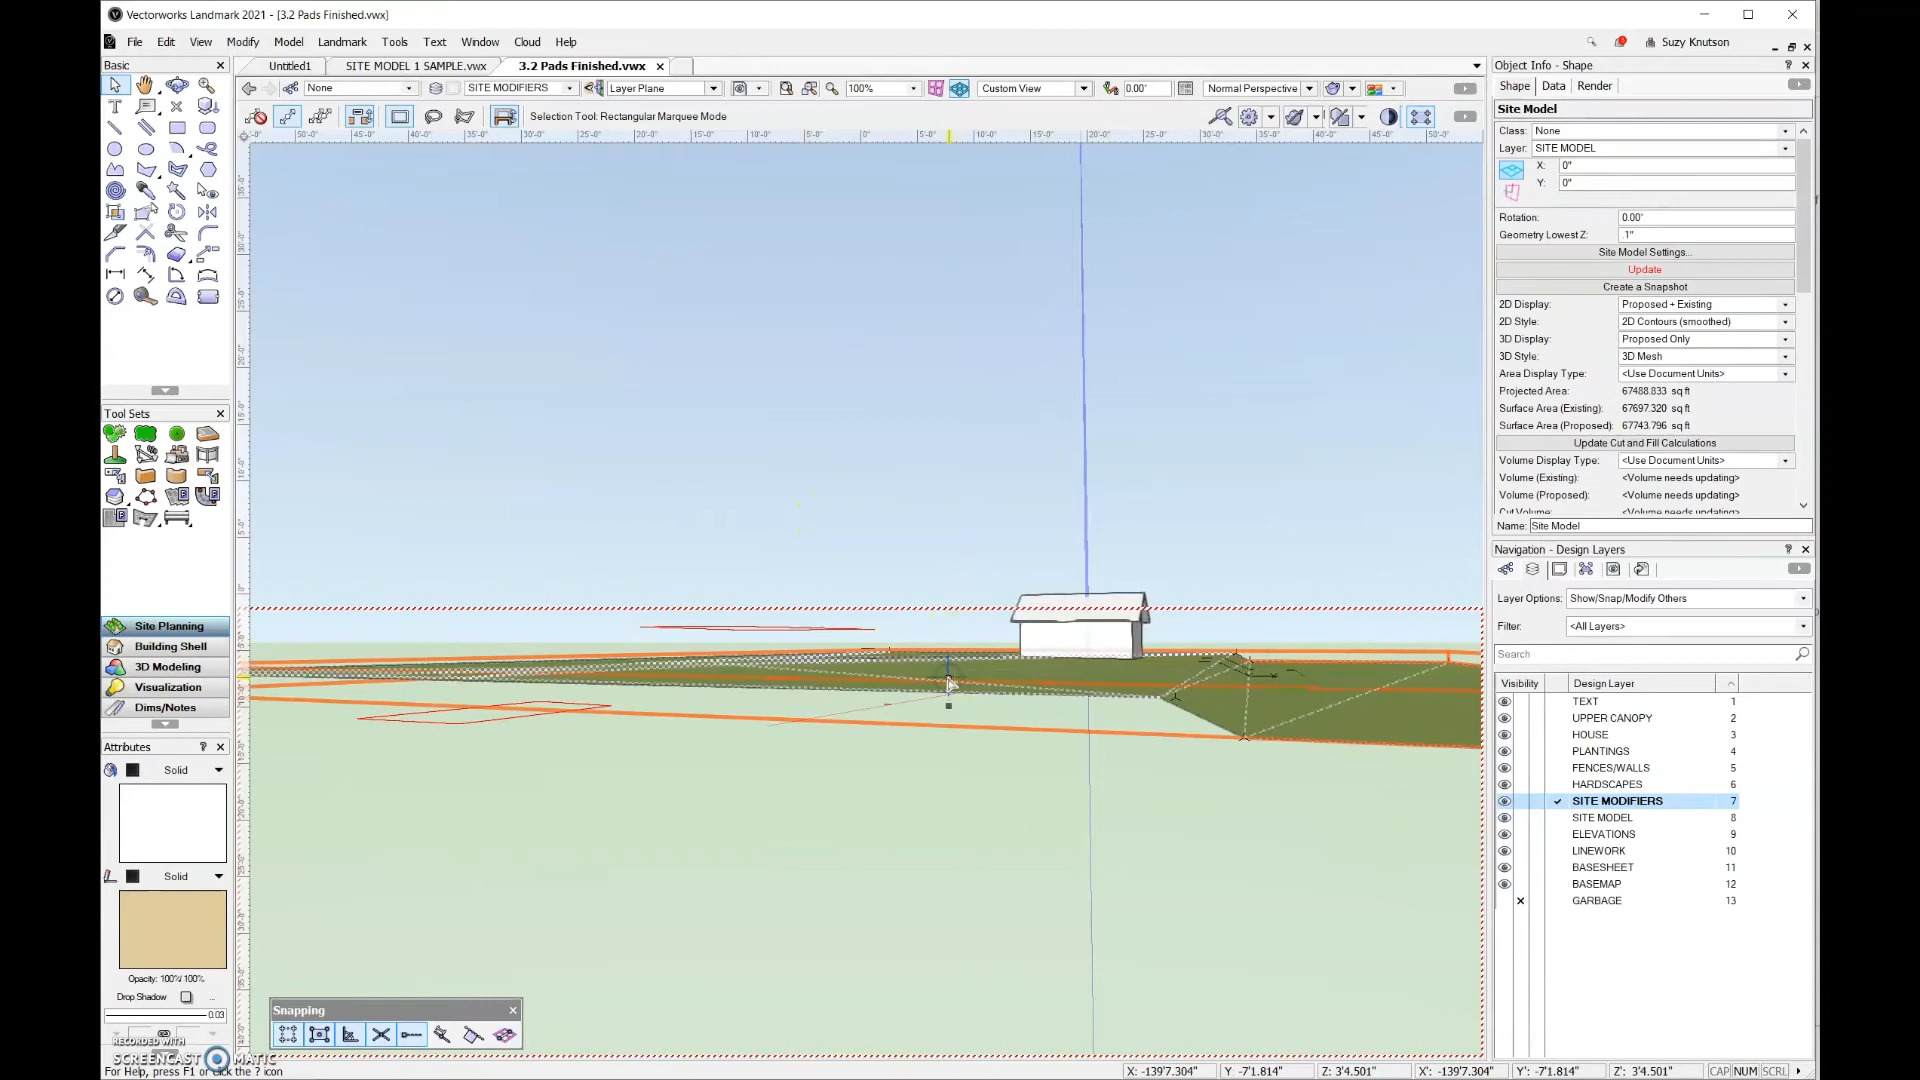 Vectorworks Landmark 2021 - [3.2 Pads Finished.vwx]
File Edit View Modify Model Landmark Tools Text Window Cloud Help
Suzy Knutson
Basic
Untitled1
SITE MODEL 1 SAMPLE.vwx
3.2 Pads Finished.vwx
None
SITE MODIFIERS
Layer Plane
100%
Custom View
0.00°
Normal Perspective
Selection Tool: Rectangular Marquee Mode
Tool Sets
Site Planning
Building Shell
3D Modeling
Visualization
Dims/Notes
Attributes
Solid
Solid
Opacity: 100%/ 100%
Drop Shadow
...
0.03
RECORDED WITH
SCREENCAST MATIC
For Help, press F1 or click the ? icon
Snapping
Object Info - Shape
Shape Data Render
Site Model
Class: None
Layer: SITE MODEL
X: 0"
Y: 0"
Rotation: 0.00°
Geometry Lowest Z: .1"
Site Model Settings...
Update
Create a Snapshot
2D Display: Proposed + Existing
2D Style: 2D Contours (smoothed)
3D Display: Proposed Only
3D Style: 3D Mesh
Area Display Type: <Use Document Units>
Projected Area: 67488.833 sq ft
Surface Area (Existing): 67697.320 sq ft
Surface Area (Proposed): 67743.796 sq ft
Update Cut and Fill Calculations
Volume Display Type: <Use Document Units>
Volume (Existing): <Volume needs updating>
Volume (Proposed): <Volume needs updating>
Cut Volume: <Volume needs updating>
Name: Site Model
Navigation - Design Layers
Layer Options: Show/Snap/Modify Others
Filter: <All Layers>
Search
Visibility Design Layer #
TEXT 1
UPPER CANOPY 2
HOUSE 3
PLANTINGS 4
FENCES/WALLS 5
HARDSCAPES 6
SITE MODIFIERS 7
SITE MODEL 8
ELEVATIONS 9
LINEWORK 10
BASESHEET 11
BASEMAP 12
GARBAGE 13
X: -139'7.304" Y: -7'1.814" Z: 3'4.501" X': -139'7.304" Y': -7'1.814" Z': 3'4.501" CAP NUM SCRL